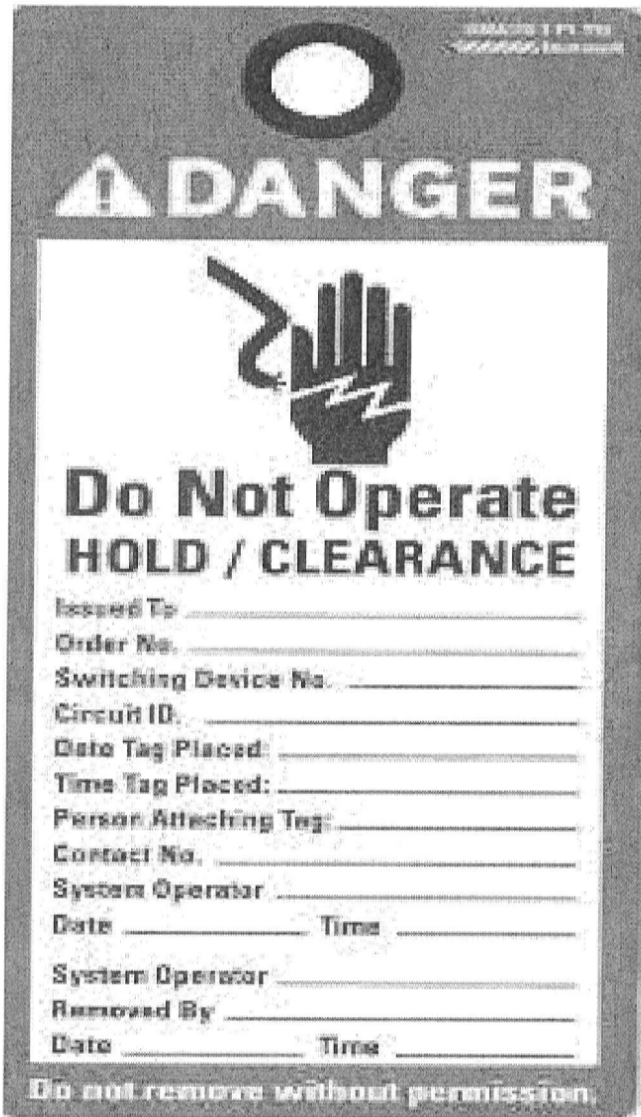 DANGER
Do Not Operate
HOLD / CLEARANCE
Issued To
Order No.
Switching Device No.
Circuit ID.
Date Tag Placed:
Time Tag Placed:
Person Attaching Tag:
Contact No.
System Operator
Date Time
System Operator
Removed By
Date Time
Do not remove without permission.